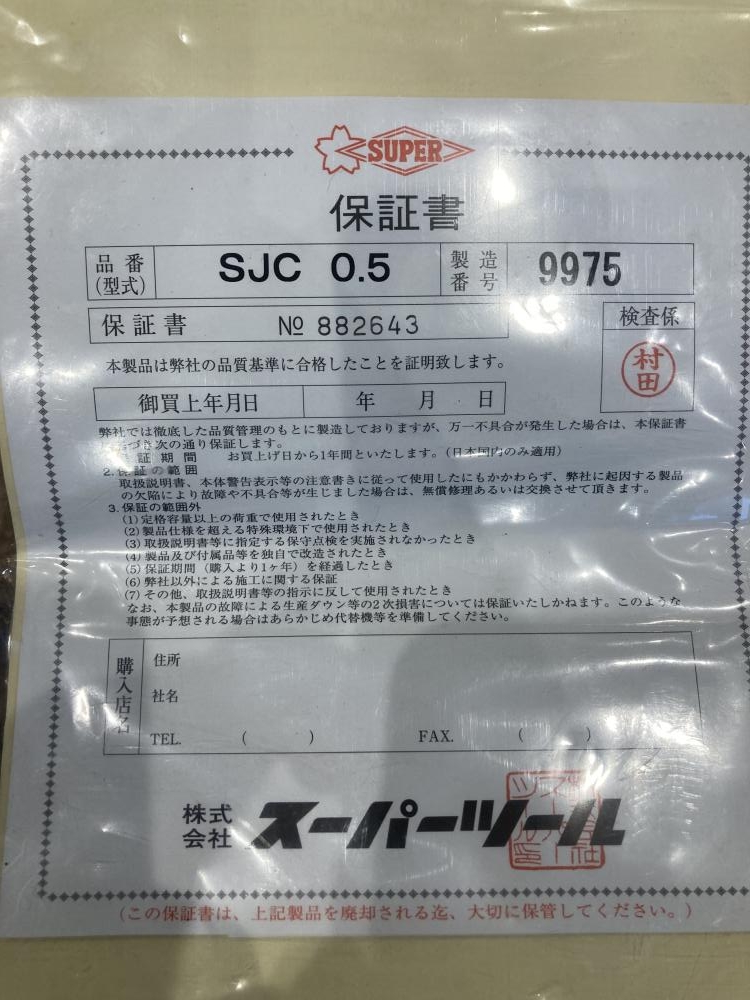 SUPER
保証書
品番
(型式)
SJC 0.5
製造
番号
9975
保証書 № 882643
検査係
村田
本製品は弊社の品質基準に合格したことを証明致します。
御買上年月日 年 月 日
弊社では徹底した品質管理のもとに製造しておりますが、万一不具合が発生した場合は、本保証書
づき次の通り保証します。
証期間 お買上げ日から1年間といたします。(日本国内のみ適用)
2.保証の範囲
取扱説明書、本体警告表示等の注意書きに従って使用したにもかかわらず、弊社に起因する製品
の欠陥により故障や不具合等が生じました場合は、無償修理あるいは交換させて頂きます。
3.保証の範囲外
(1)定格容量以上の荷重で使用されたとき
(2)製品仕様を超える特殊環境下で使用されたとき
(3)取扱説明書等に指定する保守点検を実施されなかったとき
(4)製品及び付属品等を独自で改造されたとき
(5)保証期間(購入より1ヶ年)を経過したとき
(6)弊社以外による施工に関する保証
(7)その他、取扱説明書等の指示に反して使用されたとき
なお、本製品の故障による生産ダウン等の2次損害については保証いたしかねます。このような
事態が予想される場合はあらかじめ代替機等を準備してください。
購入店名
住所
社名
TEL. ( ) FAX. ( )
株式
会社
スーパーツール
(この保証書は、上記製品を廃却される迄、大切に保管してください。)